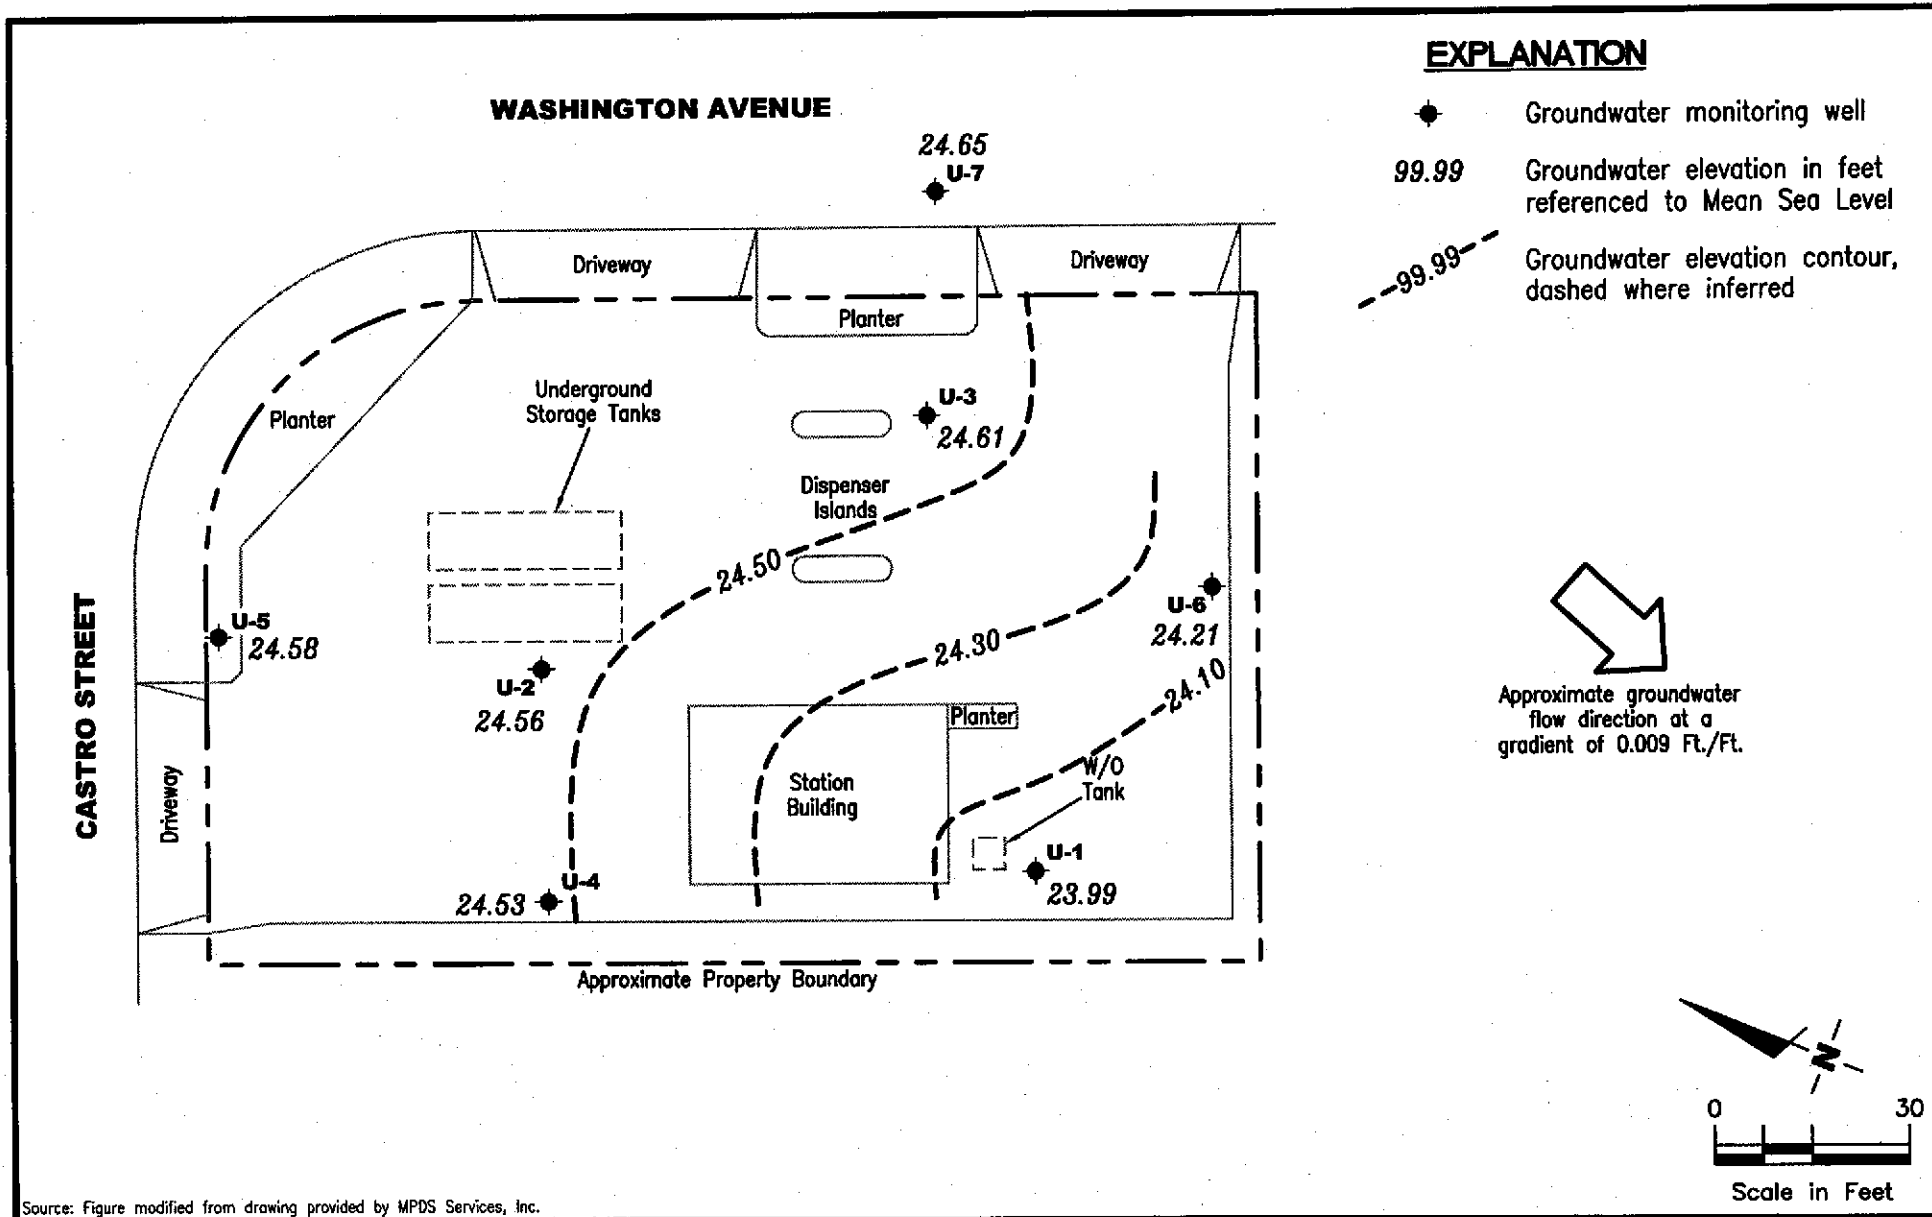 EXPLANATION
Groundwater monitoring well
99.99
Groundwater elevation in feet
referenced to Mean Sea Level
99.99
Groundwater elevation contour,
dashed where inferred
WASHINGTON AVENUE
24.65
U-7
Driveway
Driveway
Planter
Planter
Underground
Storage Tanks
U-3
24.61
Dispenser
Islands
24.50
U-5
24.58
U-2
24.56
U-6
24.21
24.30
24.10
CASTRO STREET
Driveway
Planter
Station
Building
W/O
Tank
U-1
23.99
U-4
24.53
Approximate Property Boundary
Approximate groundwater
flow direction at a
gradient of 0.009 Ft./Ft.
N
0 30
Scale in Feet
Source: Figure modified from drawing provided by MPDS Services, Inc.